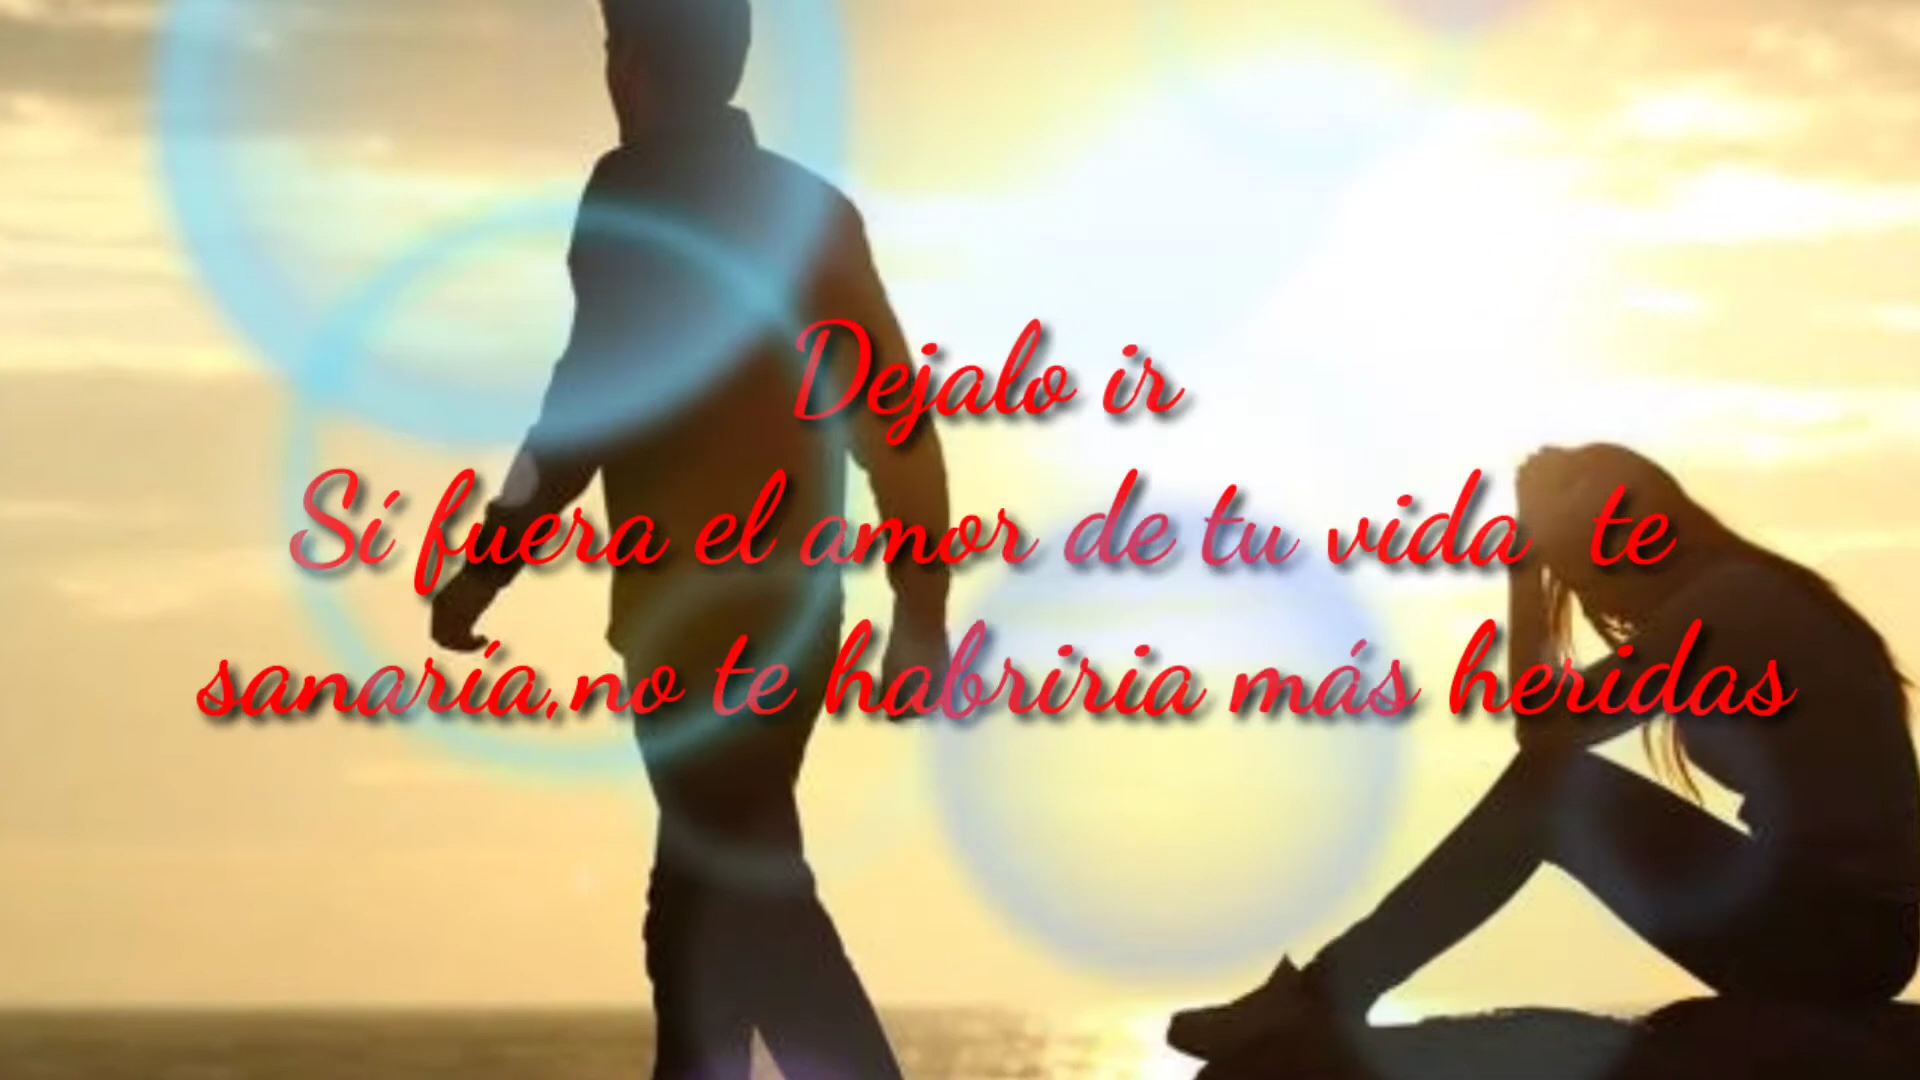 Dejalo ir
Sí fuera el amor de tu vida te
sanaría,no te habriria más heridas